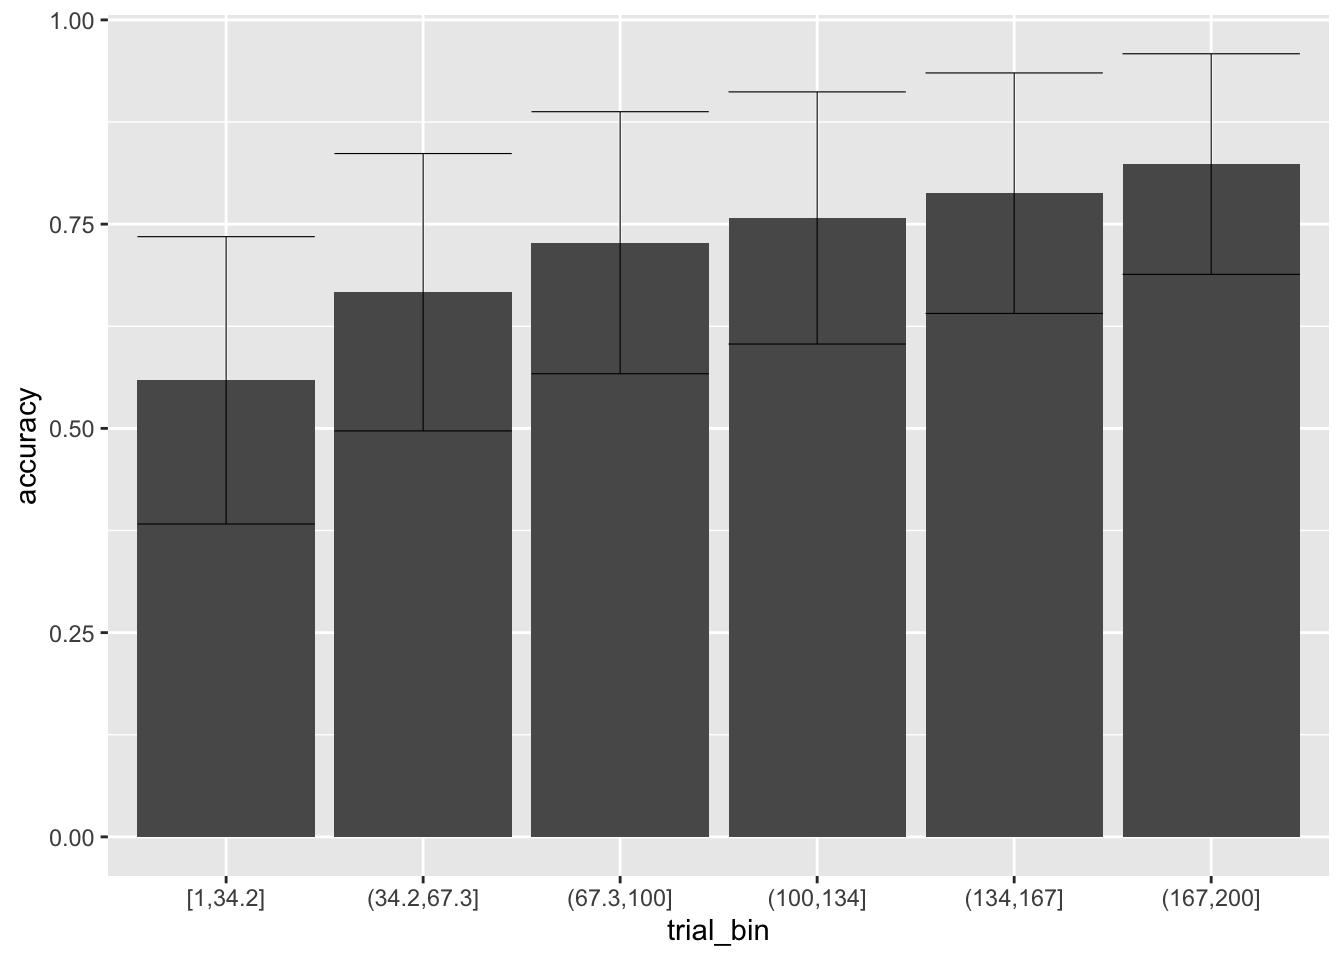 1.00
0.75
0.50
0.25
0.00
accuracy
[1,34.2] (34.2,67.3] (67.3,100] (100,134] (134,167] (167,200]
trial_bin